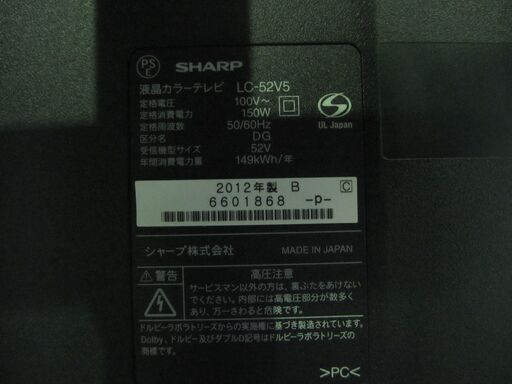 PS
E
SHARP
液晶カラーテレビ LC-52V5
定格電圧 100V～
定格消費電力 150W
定格周波数 50/60Hz
区分名 DG
受信機型サイズ 52V
年間消費電力量 149kWh/年
UL Japan
2012年製 B C
6601868 -p-
シャープ株式会社 MADE IN JAPAN
警告 高圧注意
サービスマン以外の方は、裏ぶたをあけない
でください。内部には高電圧部分が数多く
あり、万一さわると危険です。
ドルビーラボラトリーズからの実施権に基づき製造されています。
Dolby、ドルビー及びダブルD記号はドルビーラボラトリーズの
商標です。
>PC<